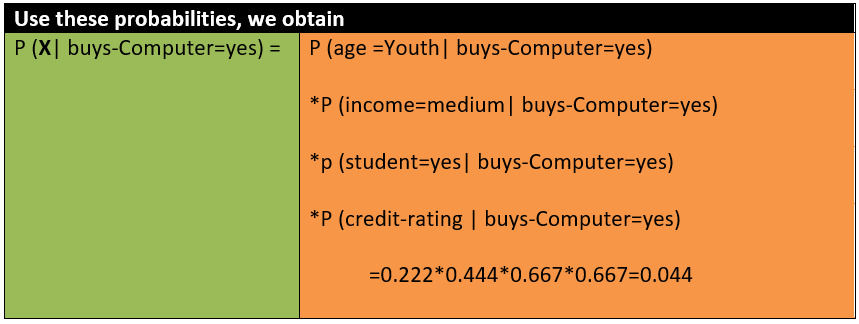 Use these probabilities, we obtain
P (X| buys-Computer=yes) =
P (age =Youth| buys-Computer=yes)
*P (income=medium| buys-Computer=yes)
*p (student=yes| buys-Computer=yes)
*P (credit-rating | buys-Computer=yes)
=0.222*0.444*0.667*0.667=0.044